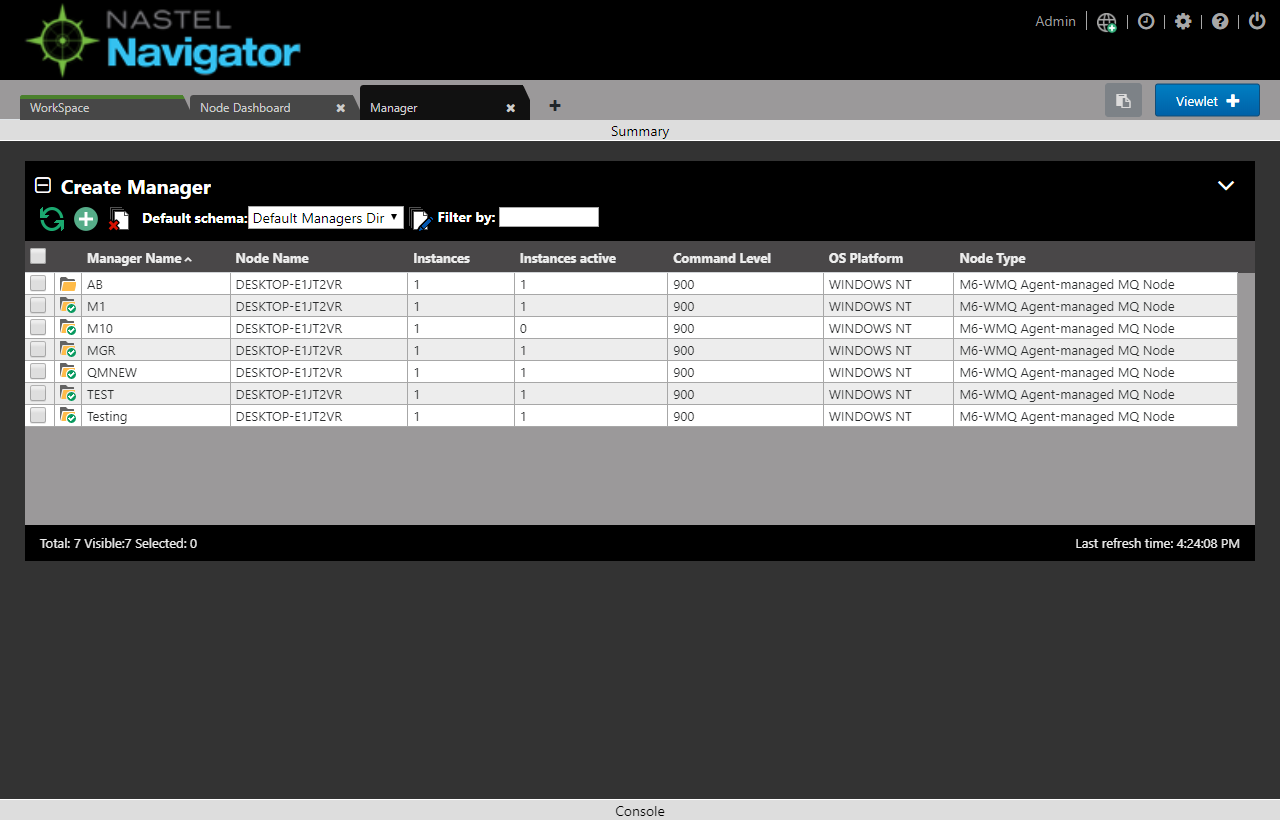 NASTEL
Navigator
Admin
WorkSpace
Node Dashboard
Manager
Viewlet
Summary
Create Manager
Default schema: Default Managers Dir Filter by:
Manager Name Node Name Instances Instances active Command Level OS Platform Node Type
AB DESKTOP-E1JT2VR 1 1 900 WINDOWS NT M6-WMQ Agent-managed MQ Node
M1 DESKTOP-E1JT2VR 1 1 900 WINDOWS NT M6-WMQ Agent-managed MQ Node
M10 DESKTOP-E1JT2VR 1 0 900 WINDOWS NT M6-WMQ Agent-managed MQ Node
MGR DESKTOP-E1JT2VR 1 1 900 WINDOWS NT M6-WMQ Agent-managed MQ Node
QMNEW DESKTOP-E1JT2VR 1 1 900 WINDOWS NT M6-WMQ Agent-managed MQ Node
TEST DESKTOP-E1JT2VR 1 1 900 WINDOWS NT M6-WMQ Agent-managed MQ Node
Testing DESKTOP-E1JT2VR 1 1 900 WINDOWS NT M6-WMQ Agent-managed MQ Node
Total: 7 Visible:7 Selected: 0 Last refresh time: 4:24:08 PM
Console